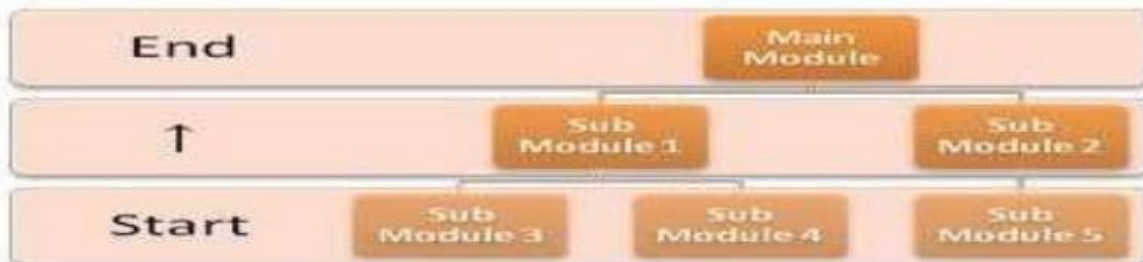 End
Main
Module
↑
Sub
Module 1
Sub
Module 2
Start
Sub
Module 3
Sub
Module 4
Sub
Module 5